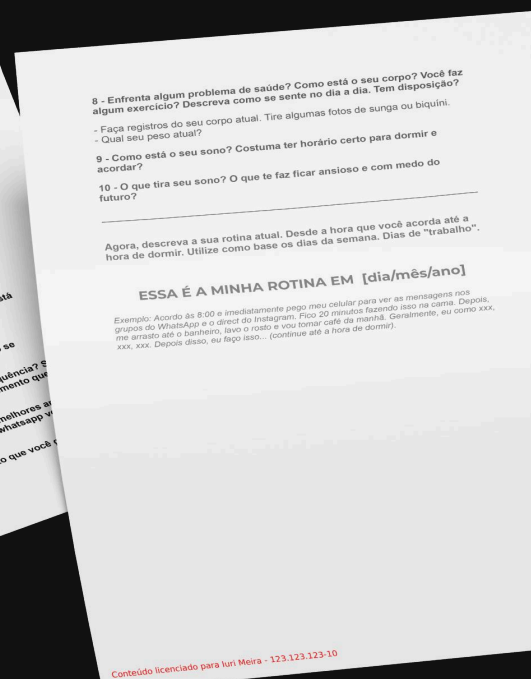 8 - Enfrenta algum problema de saúde? Como está o seu corpo? Você faz
algum exercício? Descreva como se sente no dia a dia. Tem disposição?
- Faça registros do seu corpo atual. Tire algumas fotos de sunga ou biquíni.
- Qual seu peso atual?
9 - Como está o seu sono? Costuma ter horário certo para dormir e
acordar?
10 - O que tira seu sono? O que te faz ficar ansioso e com medo do
futuro?
Agora, descreva a sua rotina atual. Desde a hora que você acorda até a
hora de dormir. Utilize como base os dias da semana. Dias de "trabalho".
ESSA É A MINHA ROTINA EM [dia/mês/ano]
Exemplo: Acordo às 8:00 e imediatamente pego meu celular para ver as mensagens nos
grupos do WhatsApp e o direct do Instagram. Fico 20 minutos fazendo isso na cama. Depois,
me arrasto até o banheiro, lavo o rosto e vou tomar café da manhã. Geralmente, eu como xxx,
xxx, xxx. Depois disso, eu faço isso... (continue até a hora de dormir).
Conteúdo licenciado para Iuri Meira - 123.123.123-10
se
melhores
whatsapp
que você